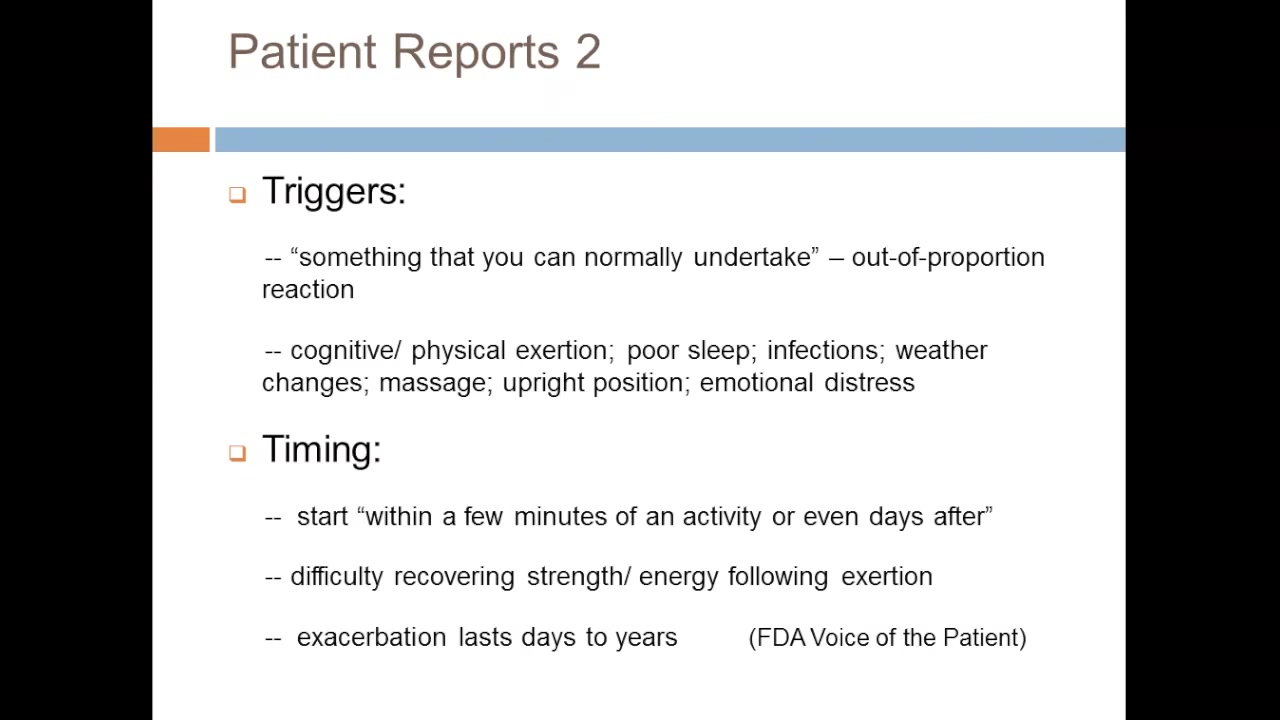 Patient Reports 2
❑ Triggers:
-- “something that you can normally undertake” – out-of-proportion
reaction
-- cognitive/ physical exertion; poor sleep; infections; weather
changes; massage; upright position; emotional distress
❑ Timing:
-- start “within a few minutes of an activity or even days after”
-- difficulty recovering strength/ energy following exertion
-- exacerbation lasts days to years (FDA Voice of the Patient)